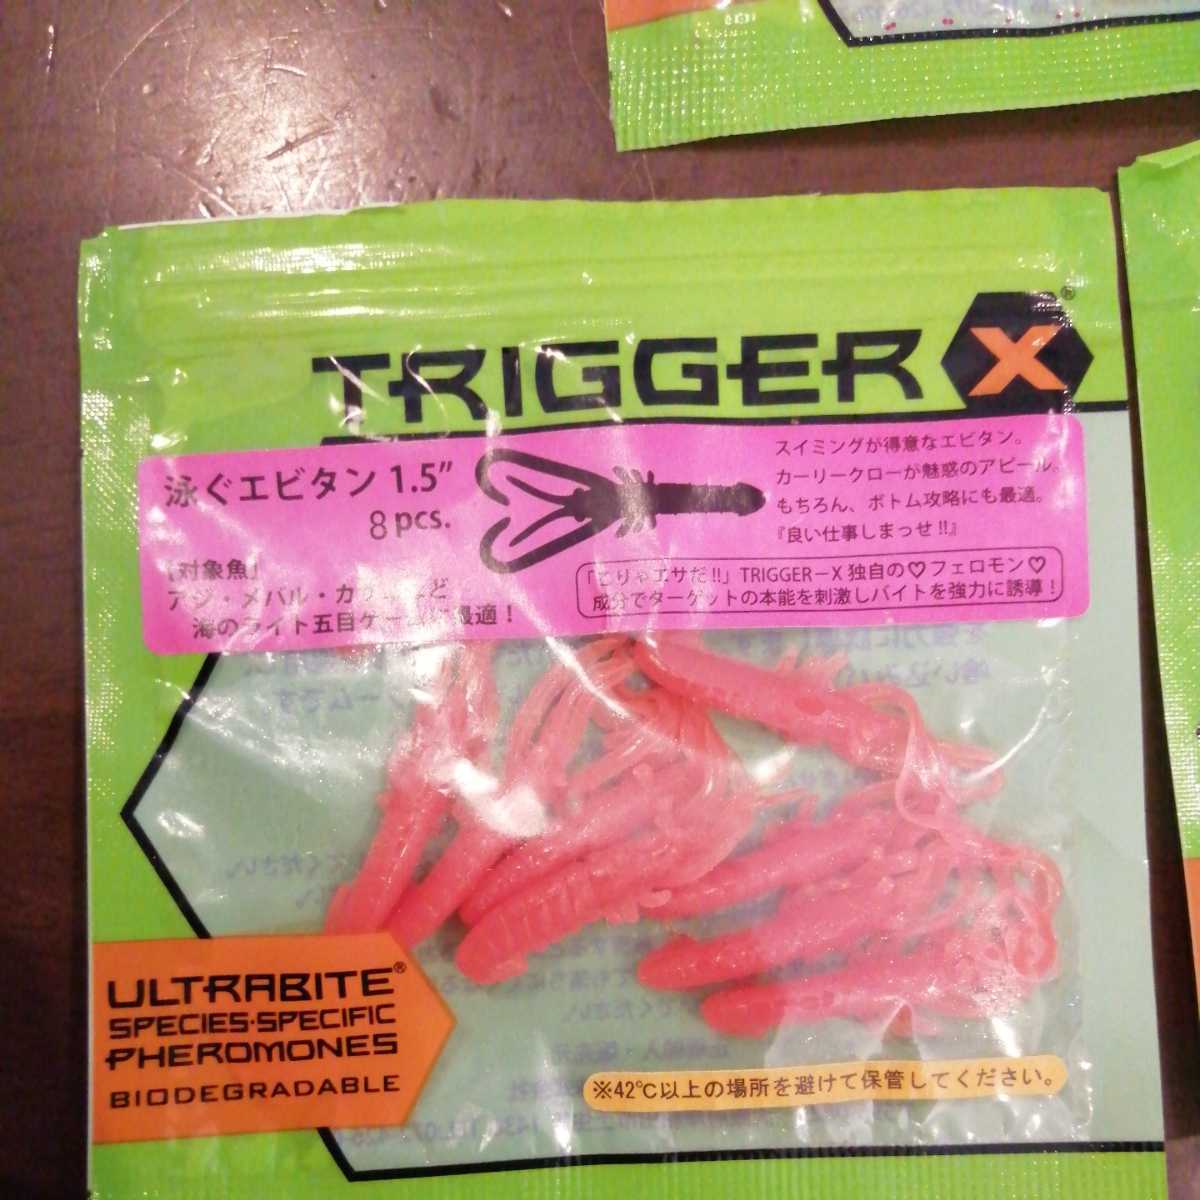 TRIGGER X®
泳ぐエビタン 1.5”
8 pcs.
スイミングが得意なエビタン。
カーリークローが魅惑のアピール。
もちろん、ボトム攻略にも最適。
『良い仕事しまっせ!!』
【対象魚】
アジ・メバル・カ
海のライト五目ゲー 最適！
「こりゃエサだ!!」TRIGGER－X 独自の♡フェロモン♡
成分でターゲットの本能を刺激しバイトを強力に誘導！
ULTRABITE®
SPECIES-SPECIFIC
PHEROMONES
BIODEGRADABLE
※42℃以上の場所を避けて保管してください。